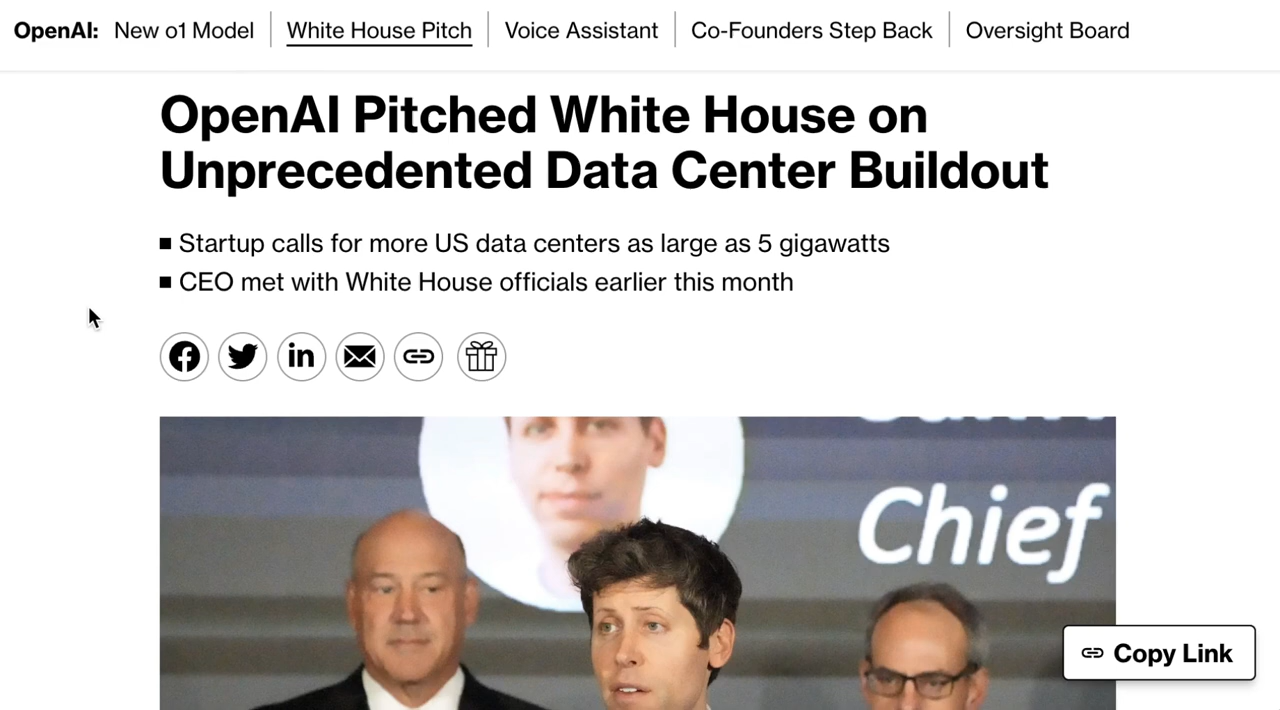 OpenAI: New o1 Model White House Pitch Voice Assistant Co-Founders Step Back Oversight Board
OpenAI Pitched White House on
Unprecedented Data Center Buildout
Startup calls for more US data centers as large as 5 gigawatts
CEO met with White House officials earlier this month
Chief
Copy Link